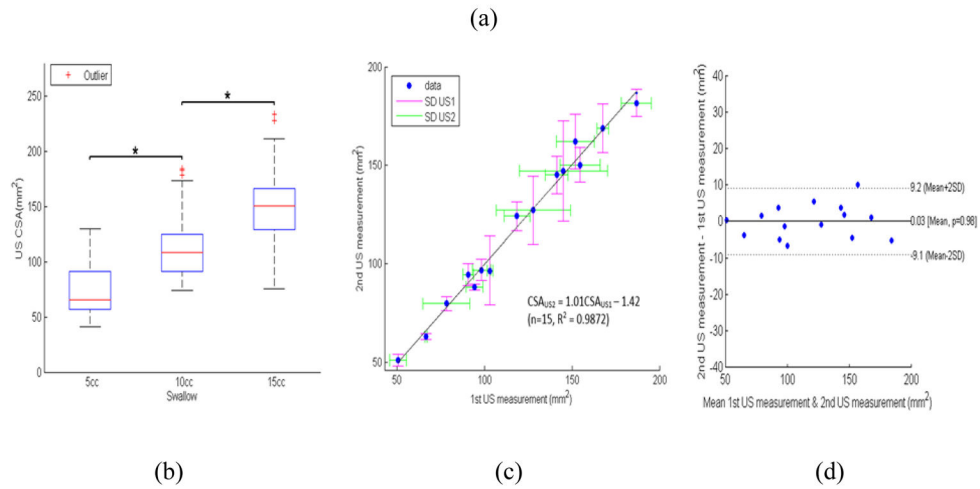 (a)
Outlier
250
200
150
100
50
0
US CSA(mm²)
*
*
5cc
10cc
15cc
Swallow
(b)
200
150
100
50
2nd US measurement (mm²)
data
SD US1
SD US2
CSA_US2 = 1.01CSA_US1 – 1.42
(n=15, R² = 0.9872)
50
100
150
200
1st US measurement (mm²)
(c)
40
30
20
10
0
-10
-20
-30
-40
2nd US measurement - 1st US measurement (mm²)
9.2 (Mean+2SD)
0.03 [Mean, p=0.98]
-9.1 (Mean-2SD)
50
100
150
200
Mean 1st US measurement & 2nd US measurement (mm²)
(d)